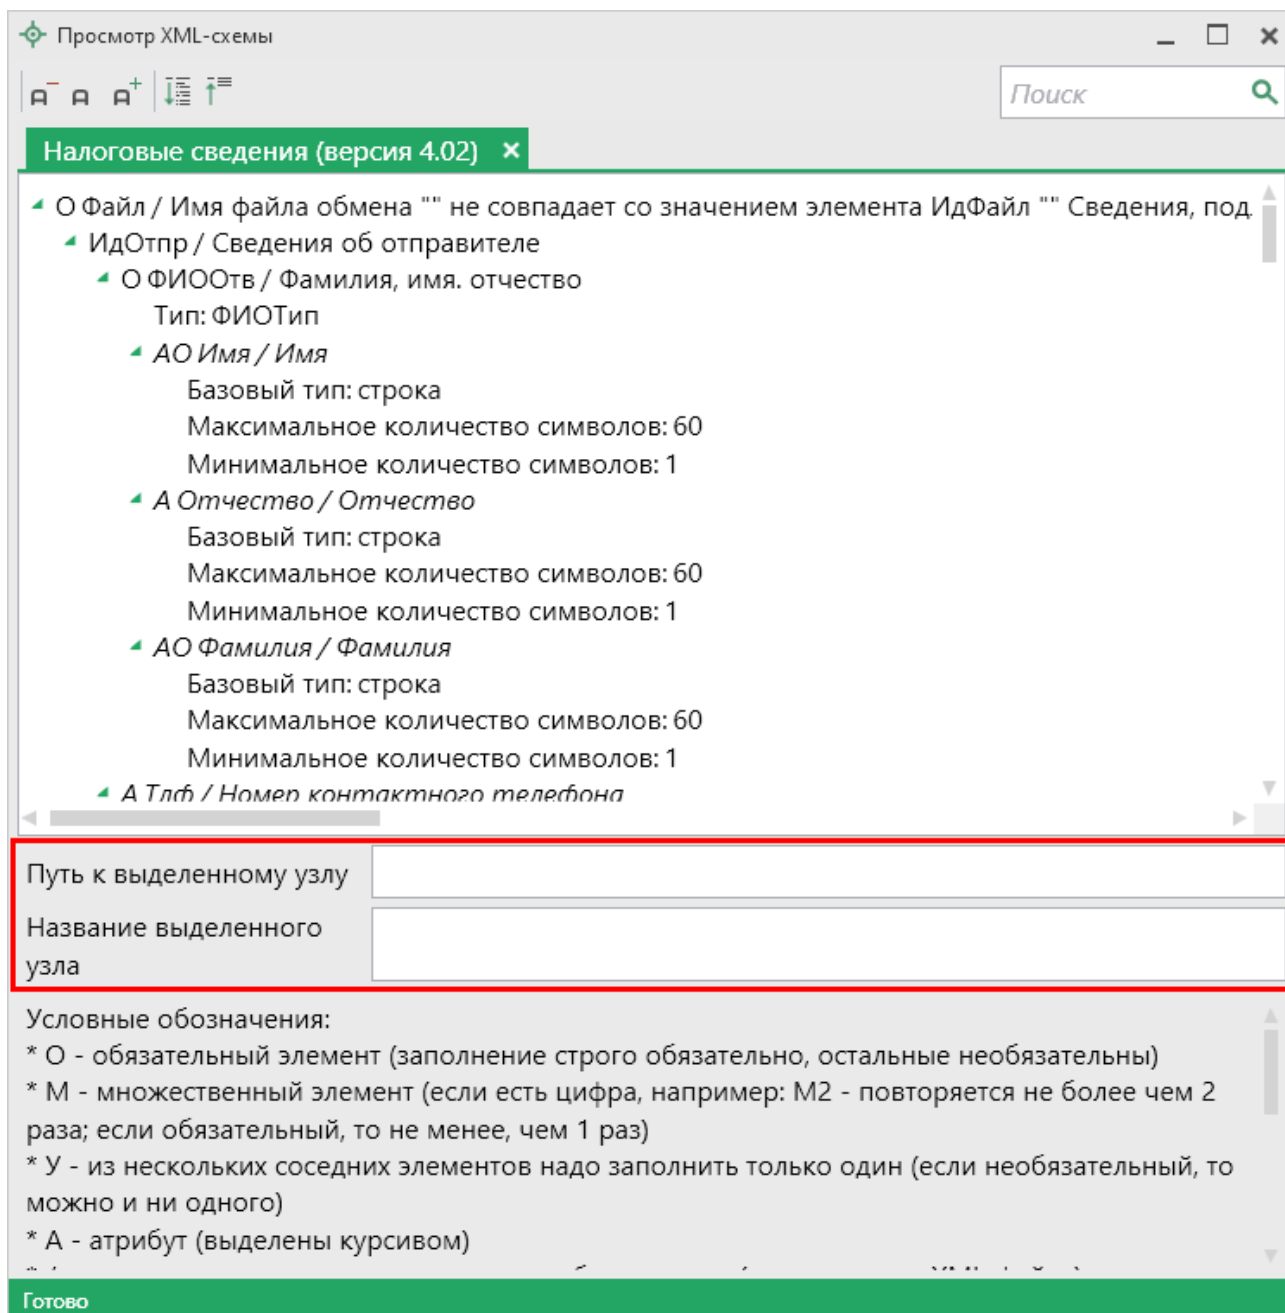 Просмотр XML-схемы
Поиск
Налоговые сведения (версия 4.02)
О Файл / Имя файла обмена "" не совпадает со значением элемента ИдФайл "" Сведения, под
ИдОтпр / Сведения об отправителе
О ФИООтв / Фамилия, имя. отчество
Тип: ФИОТип
АО Имя / Имя
Базовый тип: строка
Максимальное количество символов: 60
Минимальное количество символов: 1
А Отчество / Отчество
Базовый тип: строка
Максимальное количество символов: 60
Минимальное количество символов: 1
АО Фамилия / Фамилия
Базовый тип: строка
Максимальное количество символов: 60
Минимальное количество символов: 1
А Тлф / Номер контактного телефона
Путь к выделенному узлу
Название выделенного
узла
Условные обозначения:
* О - обязательный элемент (заполнение строго обязательно, остальные необязательны)
* М - множественный элемент (если есть цифра, например: М2 - повторяется не более чем 2
раза; если обязательный, то не менее, чем 1 раз)
* У - из нескольких соседних элементов надо заполнить только один (если необязательный, то
можно и ни одного)
* А - атрибут (выделены курсивом)
Готово